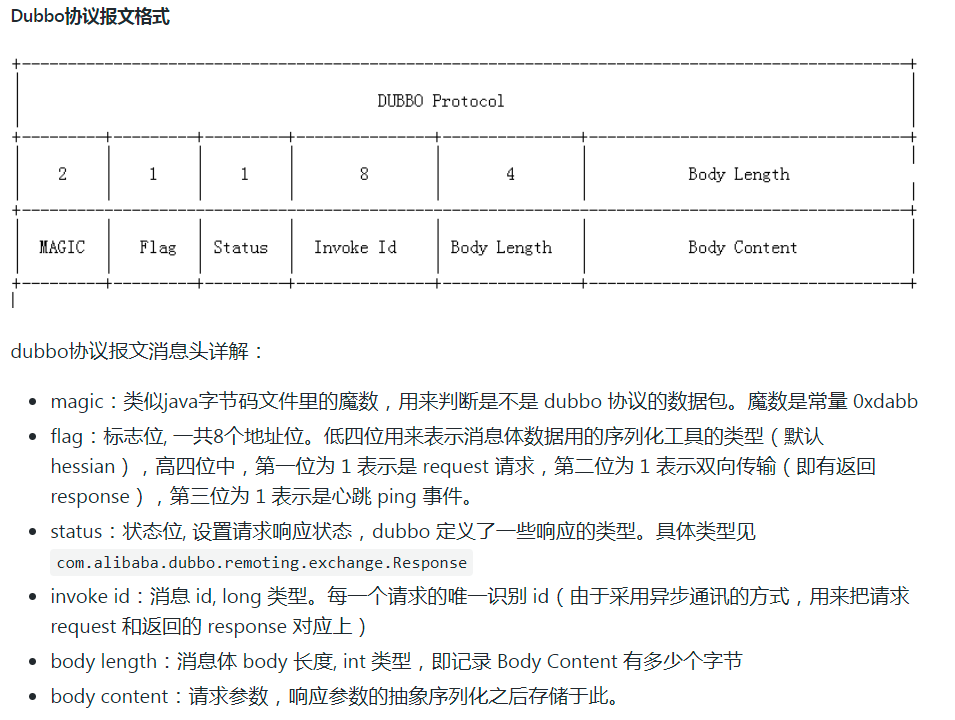 Dubbo协议报文格式
DUBBO Protocol
2 1 1 8 4 Body Length
MAGIC Flag Status Invoke Id Body Length Body Content
dubbo协议报文消息头详解：
magic：类似java字节码文件里的魔数，用来判断是不是 dubbo 协议的数据包。魔数是常量 0xdabb
flag：标志位, 一共8个地址位。低四位用来表示消息体数据用的序列化工具的类型（默认
hessian），高四位中，第一位为 1 表示是 request 请求，第二位为 1 表示双向传输（即有返回
response），第三位为 1 表示是心跳 ping 事件。
status：状态位, 设置请求响应状态，dubbo 定义了一些响应的类型。具体类型见
com.alibaba.dubbo.remoting.exchange.Response
invoke id：消息 id, long 类型。每一个请求的唯一识别 id（由于采用异步通讯的方式，用来把请求
request 和返回的 response 对应上）
body length：消息体 body 长度, int 类型，即记录 Body Content 有多少个字节
body content：请求参数，响应参数的抽象序列化之后存储于此。